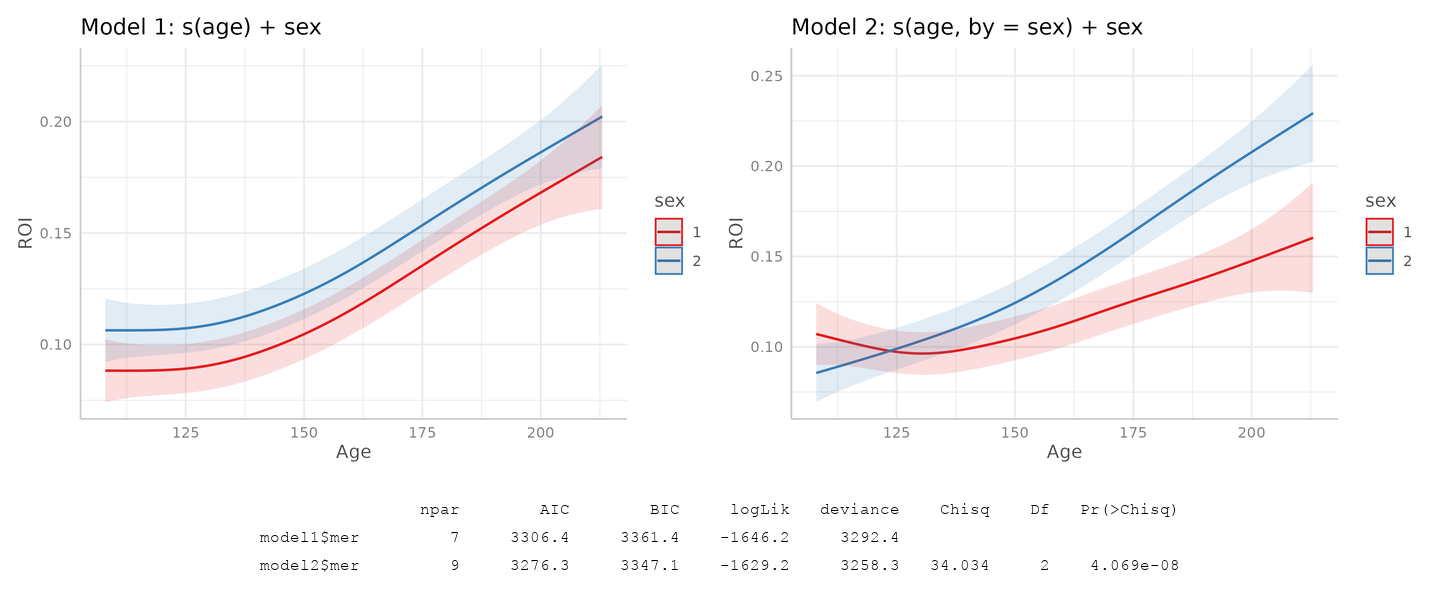 Model 1: s(age) + sex
0.20
0.15
0.10
ROI
125 150 175 200
Age
sex
1
2
Model 2: s(age, by = sex) + sex
0.25
0.20
0.15
0.10
ROI
125 150 175 200
Age
sex
1
2
npar AIC BIC logLik deviance Chisq Df Pr(>Chisq)
model1$mer 7 3306.4 3361.4 -1646.2 3292.4
model2$mer 9 3276.3 3347.1 -1629.2 3258.3 34.034 2 4.069e-08